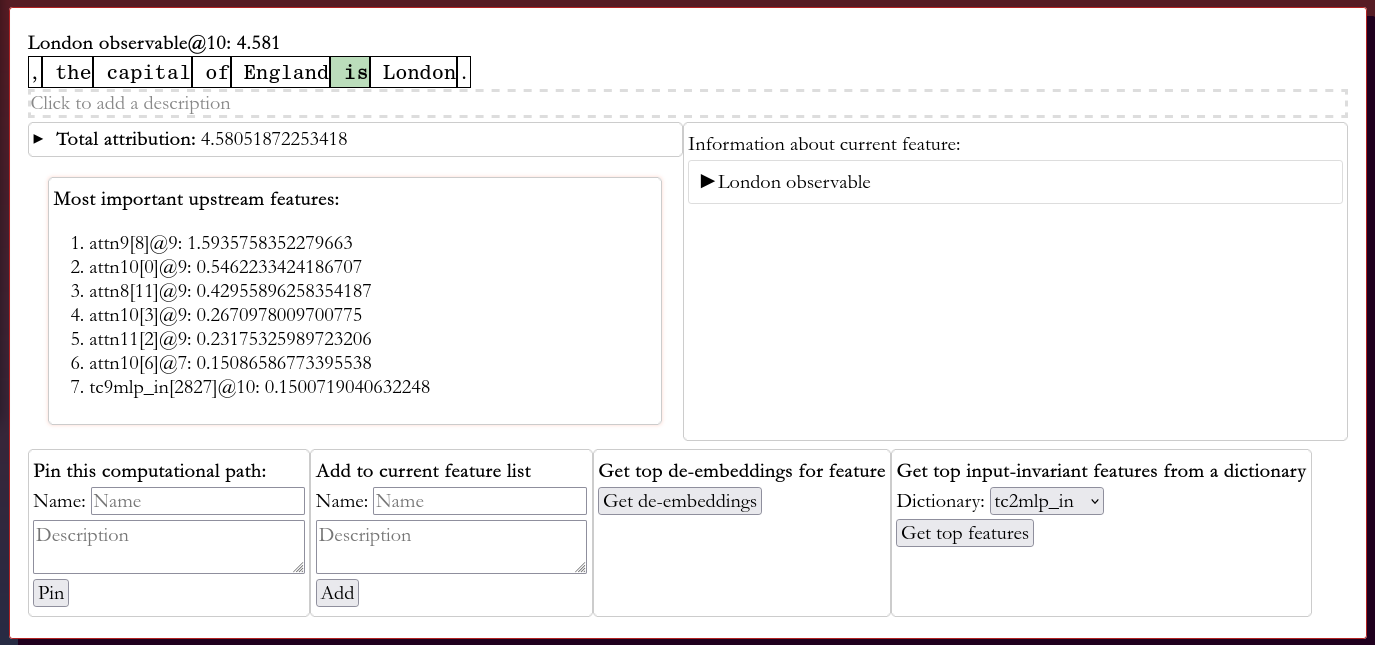 London observable@10: 4.581
, the capital of England is London.
Click to add a description
▶ Total attribution: 4.58051872253418
Most important upstream features:
1. attn9[8]@9: 1.5935758352279663
2. attn10[0]@9: 0.5462233424186707
3. attn8[11]@9: 0.42955896258354187
4. attn10[3]@9: 0.2670978009700775
5. attn11[2]@9: 0.23175325989723206
6. attn10[6]@7: 0.15086586773395538
7. tc9mlp_in[2827]@10: 0.1500719040632248
Information about current feature:
▶ London observable
Pin this computational path:
Name: Name
Description
Pin
Add to current feature list
Name: Name
Description
Add
Get top de-embeddings for feature
Get de-embeddings
Get top input-invariant features from a dictionary
Dictionary: tc2mlp_in
Get top features